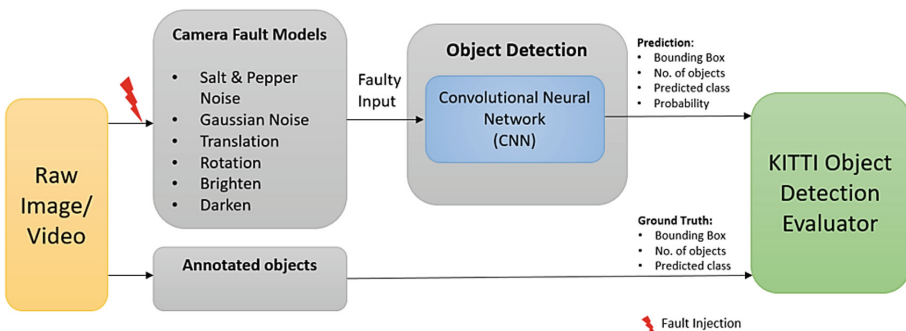 Raw
Image/
Video
Camera Fault Models
• Salt & Pepper
Noise
• Gaussian Noise
• Translation
• Rotation
• Brighten
• Darken
Annotated objects
Faulty
Input
Object Detection
Convolutional Neural
Network
(CNN)
Prediction:
• Bounding Box
• No. of objects
• Predicted class
• Probability
Ground Truth:
• Bounding Box
• No. of objects
• Predicted class
KITTI Object
Detection
Evaluator
Fault Injection